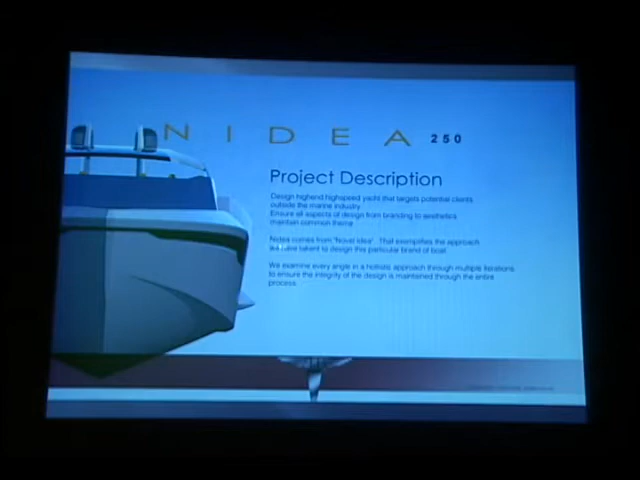 NIDEA 250
Project Description
Design highend highspeed yacht that targets potential clients
outside the marine industry
Ensure all aspects of design from branding to aesthetics
maintain common theme
Nidea comes from "Novel Idea". That exemplifies the approach
we have taken to design this particular brand of boat
We examine every angle in a hollistic approach through multiple iterations
to ensure the integrity of the design is maintained through the entire
process